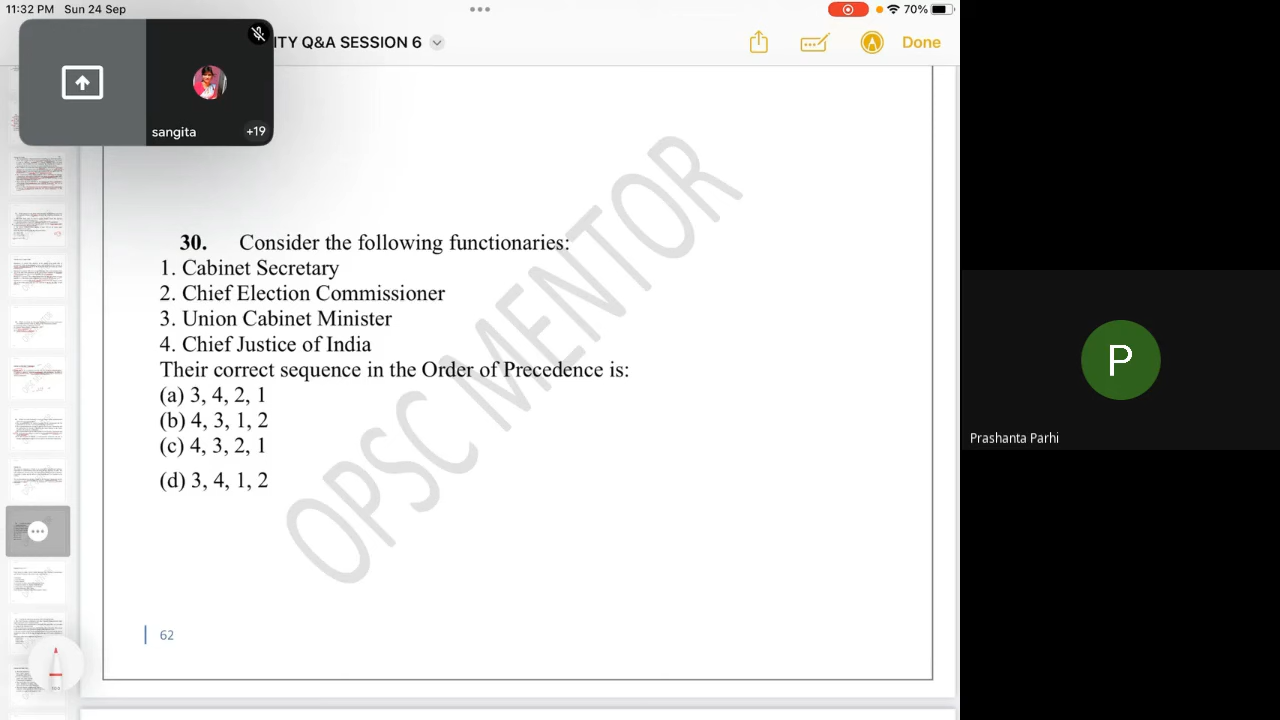 11:32 PM Sun 24 Sep
70%
ITY Q&A SESSION 6
Done
sangita
+19
30. Consider the following functionaries:
1. Cabinet Secretary
2. Chief Election Commissioner
3. Union Cabinet Minister
4. Chief Justice of India
Their correct sequence in the Order of Precedence is:
(a) 3, 4, 2, 1
(b) 4, 3, 1, 2
(c) 4, 3, 2, 1
(d) 3, 4, 1, 2
OPSC MENTOR
62
P
Prashanta Parhi